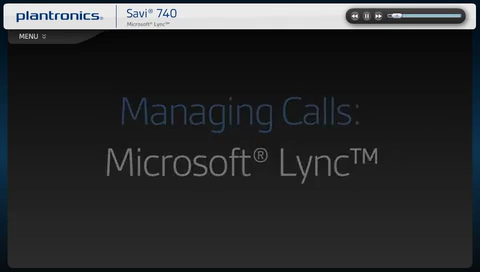 plantronics
Savi® 740
Microsoft® Lync™
MENU
Managing Calls:
Microsoft® Lync™